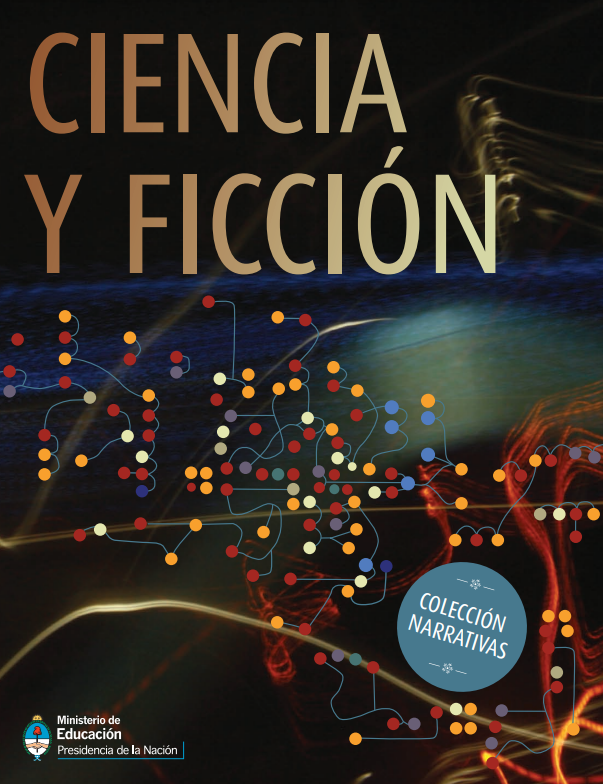 CIENCIA
Y FICCIÓN
COLECCIÓN
NARRATIVAS
Ministerio de
Educación
Presidencia de la Nación